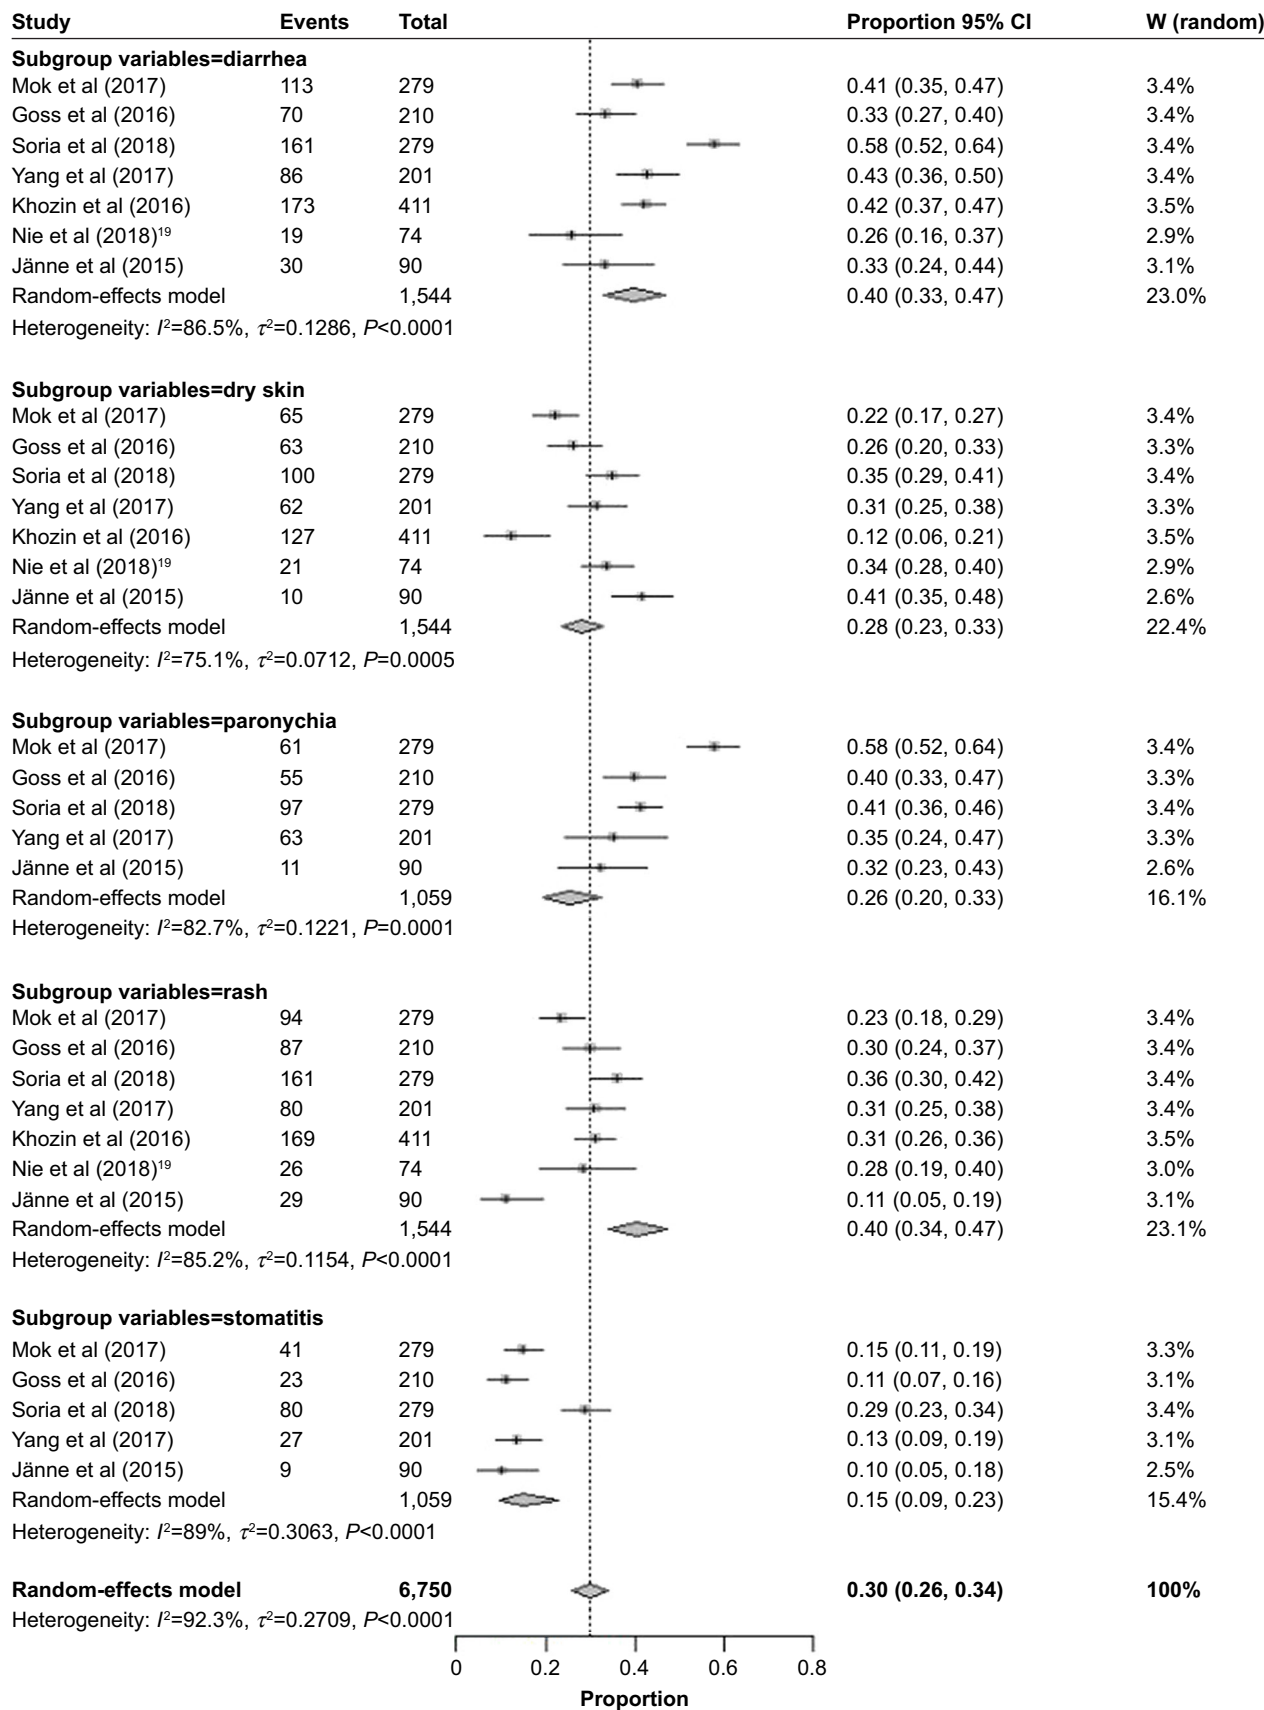 Study Events Total Proportion 95% CI W (random)
Subgroup variables=diarrhea
Mok et al (2017) 113 279 0.41 (0.35, 0.47) 3.4%
Goss et al (2016) 70 210 0.33 (0.27, 0.40) 3.4%
Soria et al (2018) 161 279 0.58 (0.52, 0.64) 3.4%
Yang et al (2017) 86 201 0.43 (0.36, 0.50) 3.4%
Khozin et al (2016) 173 411 0.42 (0.37, 0.47) 3.5%
Nie et al (2018)¹⁹ 19 74 0.26 (0.16, 0.37) 2.9%
Jänne et al (2015) 30 90 0.33 (0.24, 0.44) 3.1%
Random-effects model 1,544 0.40 (0.33, 0.47) 23.0%
Heterogeneity: I²=86.5%, τ²=0.1286, P<0.0001
Subgroup variables=dry skin
Mok et al (2017) 65 279 0.22 (0.17, 0.27) 3.4%
Goss et al (2016) 63 210 0.26 (0.20, 0.33) 3.3%
Soria et al (2018) 100 279 0.35 (0.29, 0.41) 3.4%
Yang et al (2017) 62 201 0.31 (0.25, 0.38) 3.3%
Khozin et al (2016) 127 411 0.12 (0.06, 0.21) 3.5%
Nie et al (2018)¹⁹ 21 74 0.34 (0.28, 0.40) 2.9%
Jänne et al (2015) 10 90 0.41 (0.35, 0.48) 2.6%
Random-effects model 1,544 0.28 (0.23, 0.33) 22.4%
Heterogeneity: I²=75.1%, τ²=0.0712, P=0.0005
Subgroup variables=paronychia
Mok et al (2017) 61 279 0.58 (0.52, 0.64) 3.4%
Goss et al (2016) 55 210 0.40 (0.33, 0.47) 3.3%
Soria et al (2018) 97 279 0.41 (0.36, 0.46) 3.4%
Yang et al (2017) 63 201 0.35 (0.24, 0.47) 3.3%
Jänne et al (2015) 11 90 0.32 (0.23, 0.43) 2.6%
Random-effects model 1,059 0.26 (0.20, 0.33) 16.1%
Heterogeneity: I²=82.7%, τ²=0.1221, P=0.0001
Subgroup variables=rash
Mok et al (2017) 94 279 0.23 (0.18, 0.29) 3.4%
Goss et al (2016) 87 210 0.30 (0.24, 0.37) 3.4%
Soria et al (2018) 161 279 0.36 (0.30, 0.42) 3.4%
Yang et al (2017) 80 201 0.31 (0.25, 0.38) 3.4%
Khozin et al (2016) 169 411 0.31 (0.26, 0.36) 3.5%
Nie et al (2018)¹⁹ 26 74 0.28 (0.19, 0.40) 3.0%
Jänne et al (2015) 29 90 0.11 (0.05, 0.19) 3.1%
Random-effects model 1,544 0.40 (0.34, 0.47) 23.1%
Heterogeneity: I²=85.2%, τ²=0.1154, P<0.0001
Subgroup variables=stomatitis
Mok et al (2017) 41 279 0.15 (0.11, 0.19) 3.3%
Goss et al (2016) 23 210 0.11 (0.07, 0.16) 3.1%
Soria et al (2018) 80 279 0.29 (0.23, 0.34) 3.4%
Yang et al (2017) 27 201 0.13 (0.09, 0.19) 3.1%
Jänne et al (2015) 9 90 0.10 (0.05, 0.18) 2.5%
Random-effects model 1,059 0.15 (0.09, 0.23) 15.4%
Heterogeneity: I²=89%, τ²=0.3063, P<0.0001
Random-effects model 6,750 0.30 (0.26, 0.34) 100%
Heterogeneity: I²=92.3%, τ²=0.2709, P<0.0001
0 0.2 0.4 0.6 0.8
Proportion